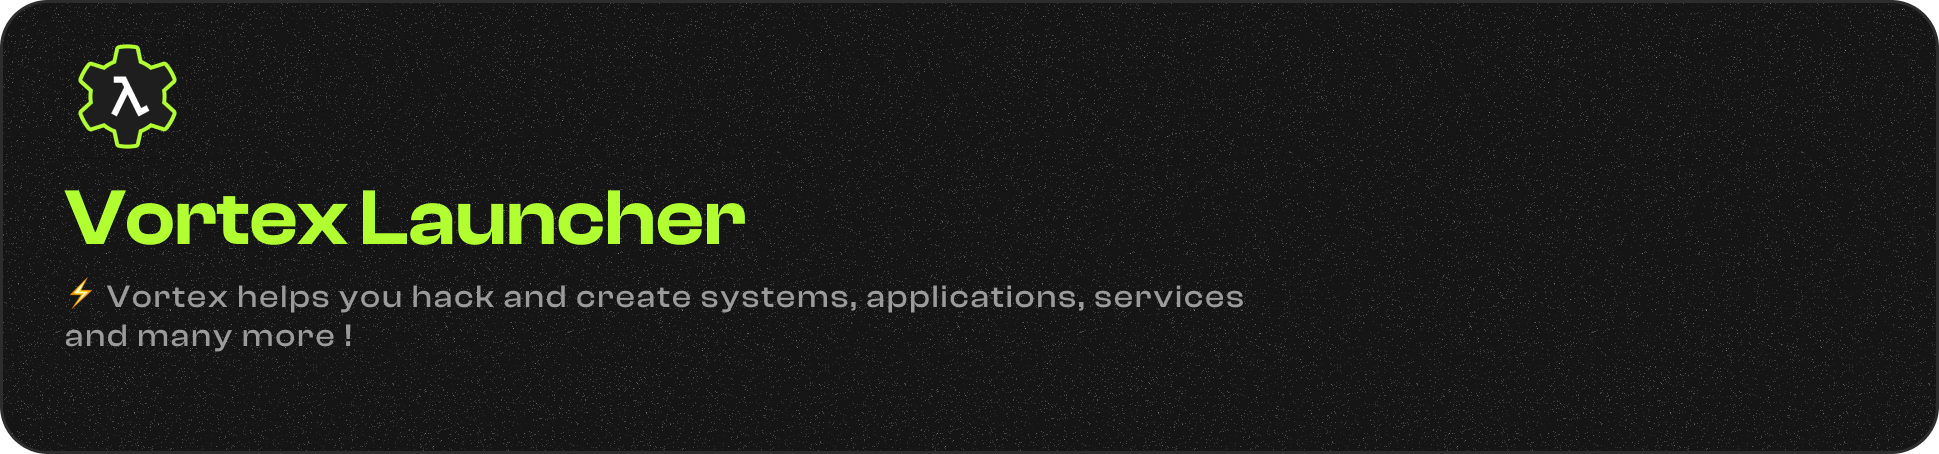 λ
Vortex Launcher
⚡ Vortex helps you hack and create systems, applications, services
and many more !